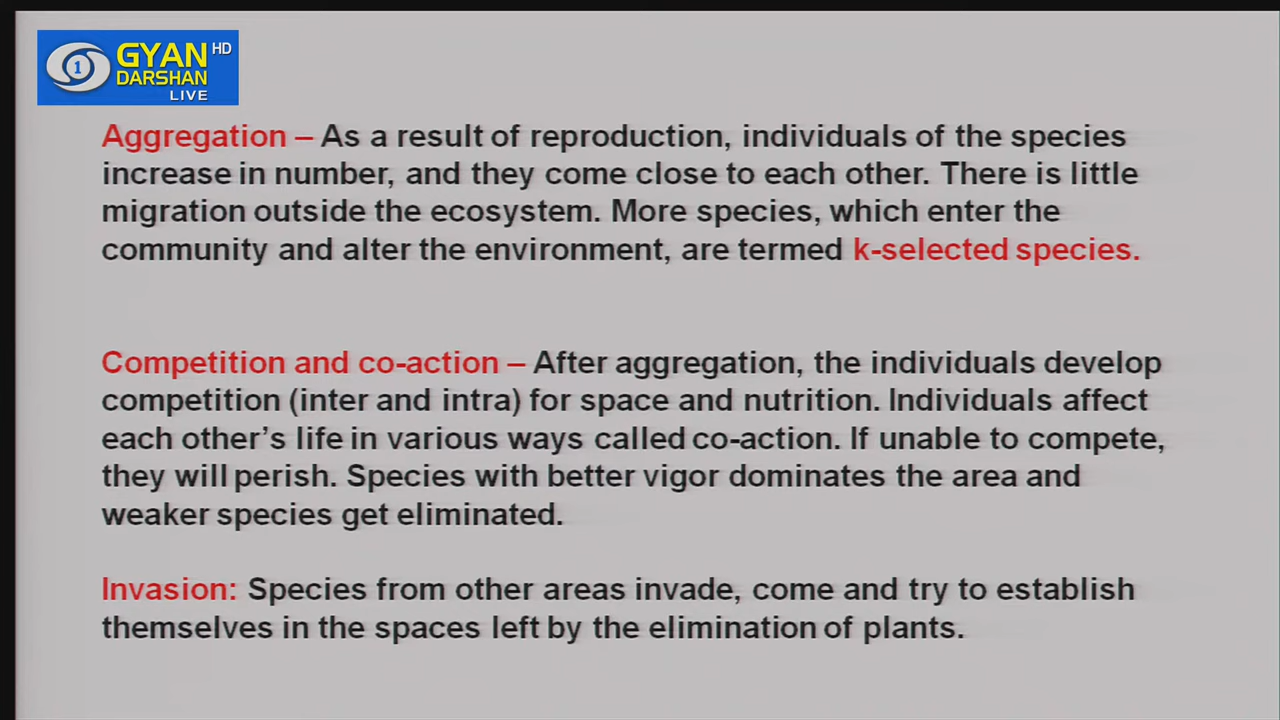 GYAN HD
DARSHAN
LIVE
1
Aggregation – As a result of reproduction, individuals of the species
increase in number, and they come close to each other. There is little
migration outside the ecosystem. More species, which enter the
community and alter the environment, are termed k-selected species.
Competition and co-action – After aggregation, the individuals develop
competition (inter and intra) for space and nutrition. Individuals affect
each other’s life in various ways called co-action. If unable to compete,
they will perish. Species with better vigor dominates the area and
weaker species get eliminated.
Invasion: Species from other areas invade, come and try to establish
themselves in the spaces left by the elimination of plants.